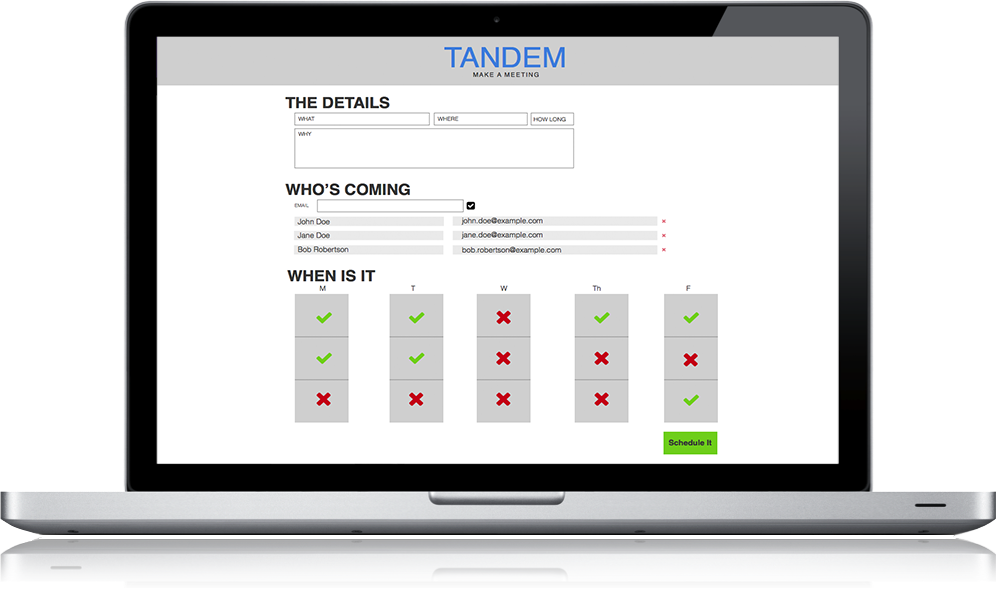 TANDEM
MAKE A MEETING
THE DETAILS
WHAT WHERE HOW LONG
WHY
WHO'S COMING
EMAIL
John Doe john.doe@example.com
Jane Doe jane.doe@example.com
Bob Robertson bob.robertson@example.com
WHEN IS IT
M T W Th F
Schedule It